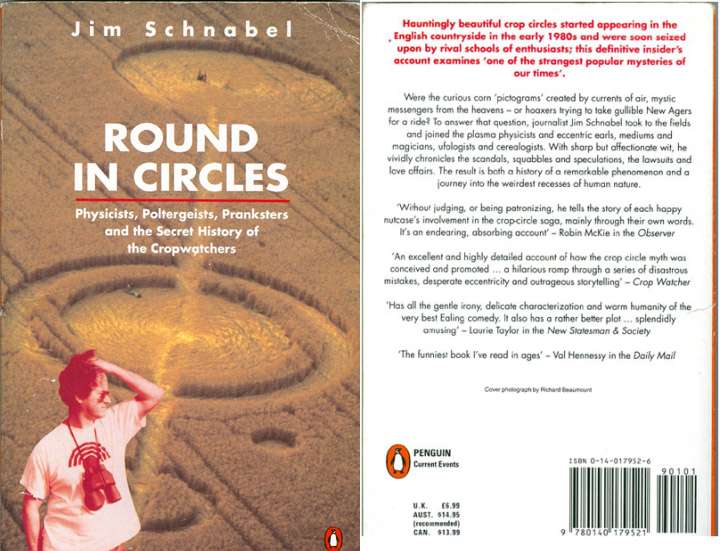 Jim Schnabel
ROUND
IN CIRCLES
Physicists, Poltergeists, Pranksters
and the Secret History of
the Cropwatchers
Hauntingly beautiful crop circles started appearing in the
English countryside in the early 1980s and were soon seized
upon by rival schools of enthusiasts; this definitive insider's
account examines 'one of the strangest popular mysteries of
our times'.
Were the curious corn 'pictograms' created by currents of air, mystic
messengers from the heavens – or hoaxers trying to take gullible New Agers
for a ride? To answer that question, journalist Jim Schnabel took to the fields
and joined the plasma physicists and eccentric earls, mediums and
magicians, ufologists and cerealogists. With sharp but affectionate wit, he
vividly chronicles the scandals, squabbles and speculations, the lawsuits and
love affairs. The result is both a history of a remarkable phenomenon and a
journey into the weirdest recesses of human nature.
'Without judging, or being patronizing, he tells the story of each happy
nutcase's involvement in the crop-circle saga, mainly through their own words.
It's an endearing, absorbing account' – Robin McKie in the Observer
'An excellent and highly detailed account of how the crop circle myth was
conceived and promoted ... a hilarious romp through a series of disastrous
mistakes, desperate eccentricity and outrageous storytelling' – Crop Watcher
'Has all the gentle irony, delicate characterization and warm humanity of the
very best Ealing comedy. It also has a rather better plot ... splendidly
amusing' – Laurie Taylor in the New Statesman & Society
'The funniest book I've read in ages' – Val Hennessy in the Daily Mail
Cover photograph by Richard Beaumount
PENGUIN
Current Events
U.K. £6.99
AUST. $14.95
(recommended)
CAN. $13.99
ISBN 0-14-017952-6
90101
9 780140 179521